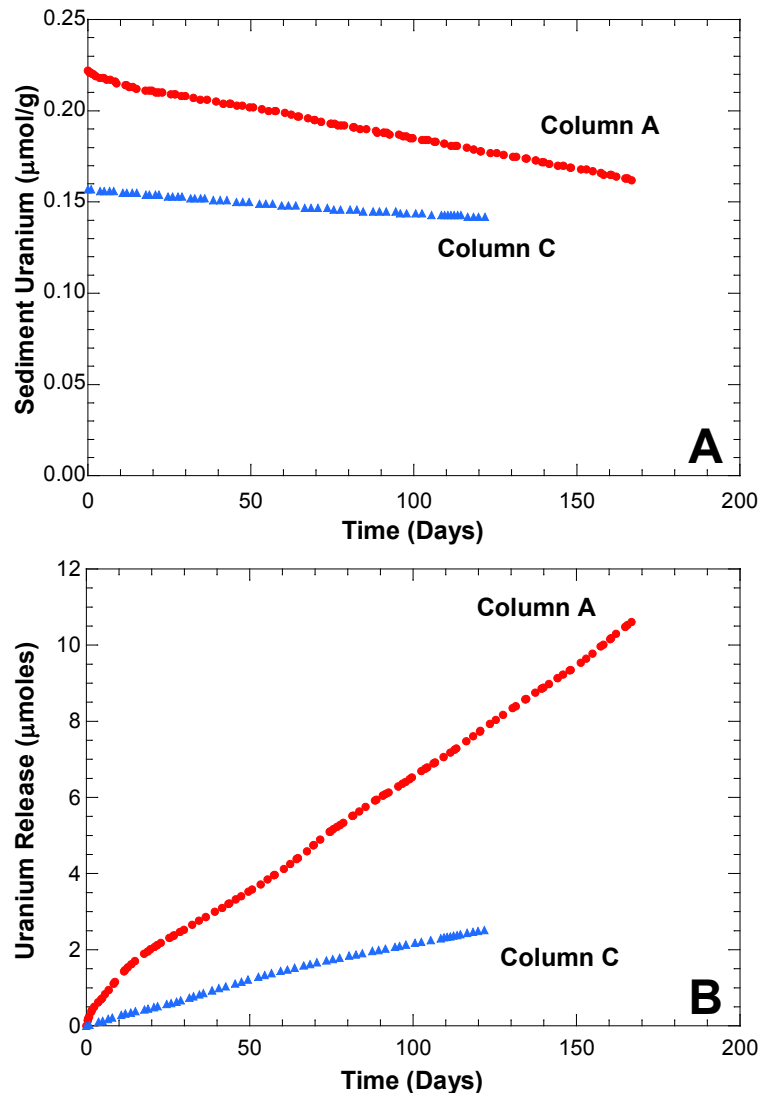 0.25
0.20
0.15
0.10
0.05
0.00
Sediment Uranium (μmol/g)
Column A
Column C
A
0
50
100
150
200
Time (Days)
12
10
8
6
4
2
0
Uranium Release (μmoles)
Column A
Column C
B
0
50
100
150
200
Time (Days)